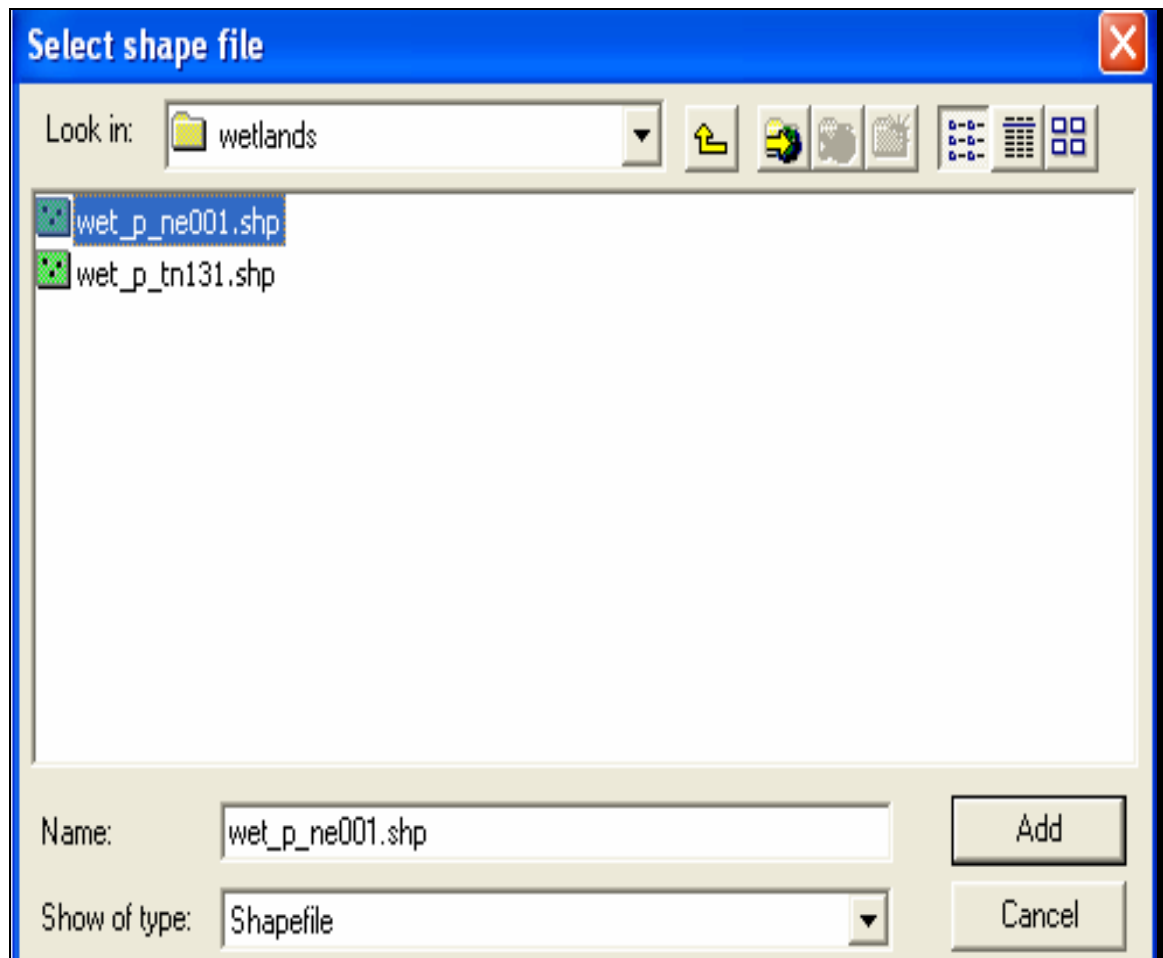 Select shape file
Look in: wetlands
wet_p_ne001.shp
wet_p_tn131.shp
Name: wet_p_ne001.shp Add
Show of type: Shapefile Cancel